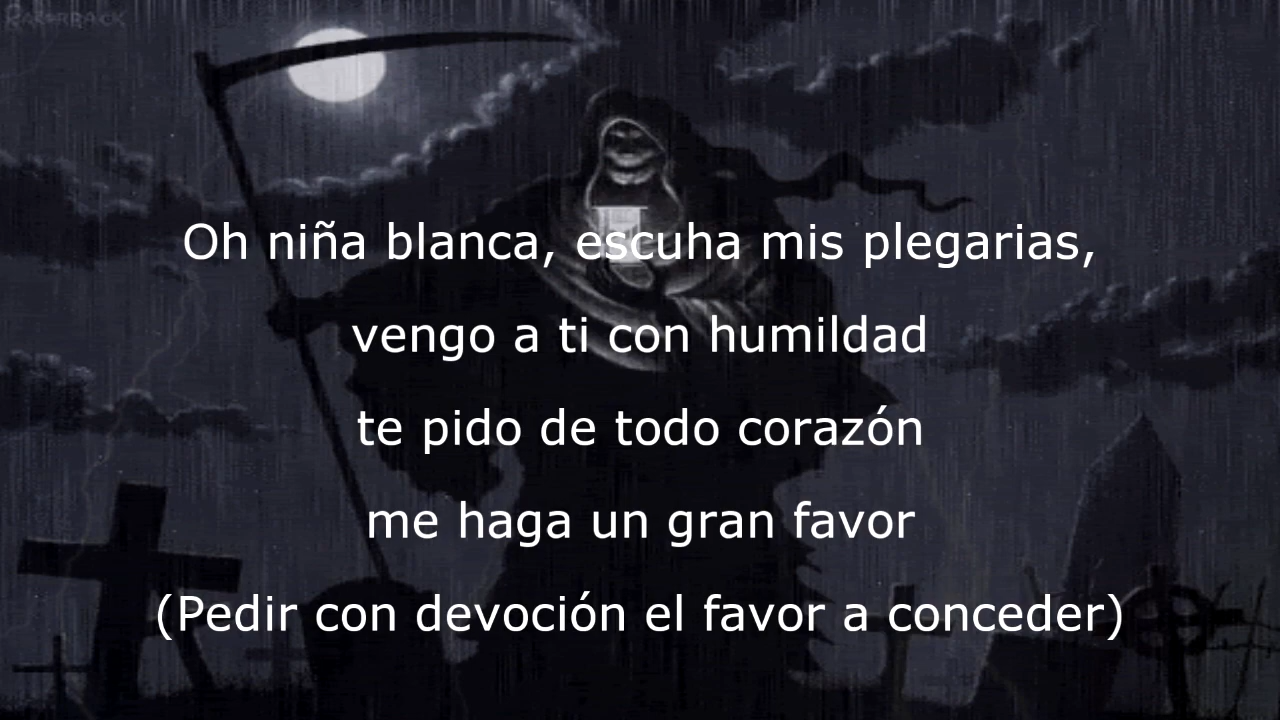 Oh niña blanca, escuha mis plegarias,
vengo a ti con humildad
te pido de todo corazón
me haga un gran favor
(Pedir con devoción el favor a conceder)